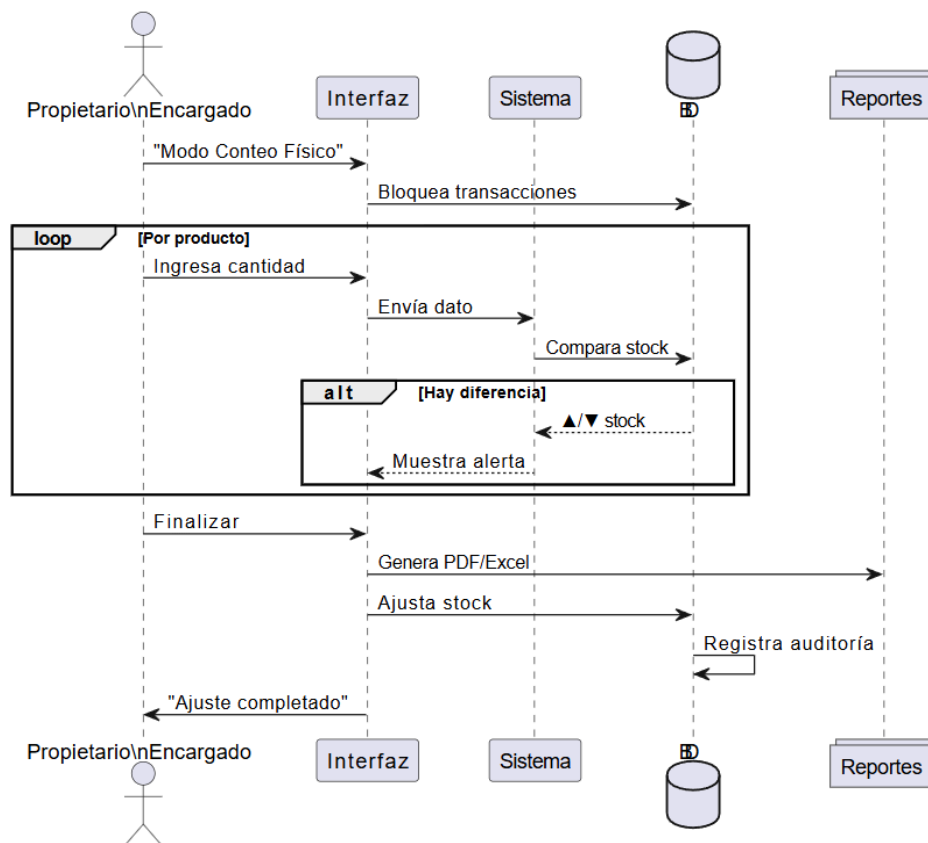 Propietario\nEncargado
Interfaz
Sistema
BD
Reportes
"Modo Conteo Físico"
Bloquea transacciones
loop [Por producto]
Ingresa cantidad
Envía dato
Compara stock
alt [Hay diferencia]
▲/▼ stock
Muestra alerta
Finalizar
Genera PDF/Excel
Ajusta stock
Registra auditoría
"Ajuste completado"
Propietario\nEncargado
Interfaz
Sistema
BD
Reportes